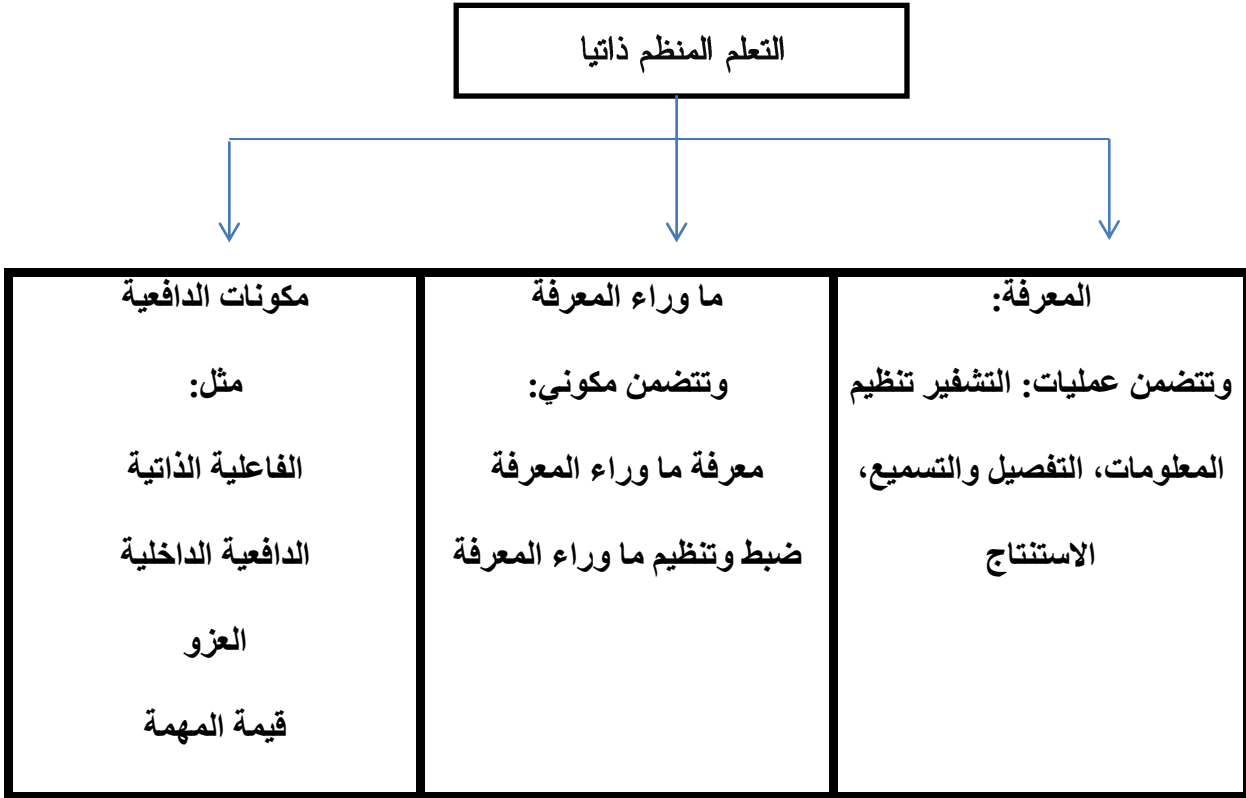 التعلم المنظم ذاتيا
المعرفة:
وتتضمن عمليات: التشفير تنظيم
المعلومات، التفصيل والتسميع،
الاستنتاج
ما وراء المعرفة
وتتضمن مكوني:
معرفة ما وراء المعرفة
ضبط وتنظيم ما وراء المعرفة
مكونات الدافعية
مثل:
الفاعلية الذاتية
الدافعية الداخلية
العزو
قيمة المهمة